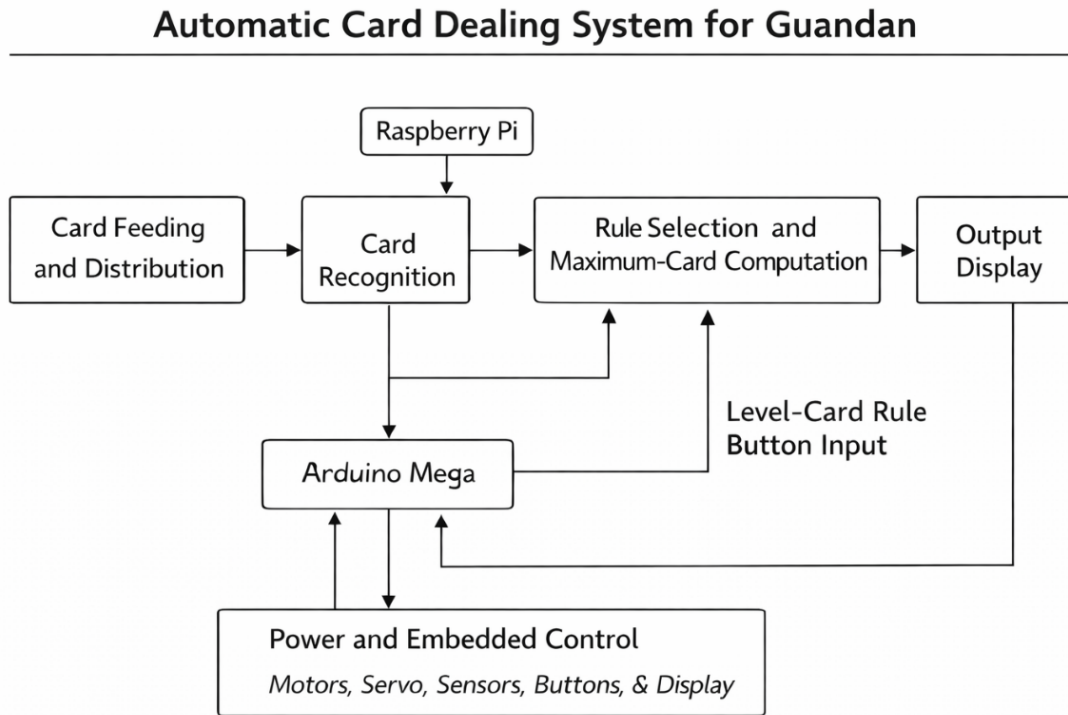 Automatic Card Dealing System for Guandan
Raspberry Pi
Card Feeding
and Distribution
Card
Recognition
Rule Selection and
Maximum-Card Computation
Output
Display
Level-Card Rule
Button Input
Arduino Mega
Power and Embedded Control
Motors, Servo, Sensors, Buttons, & Display